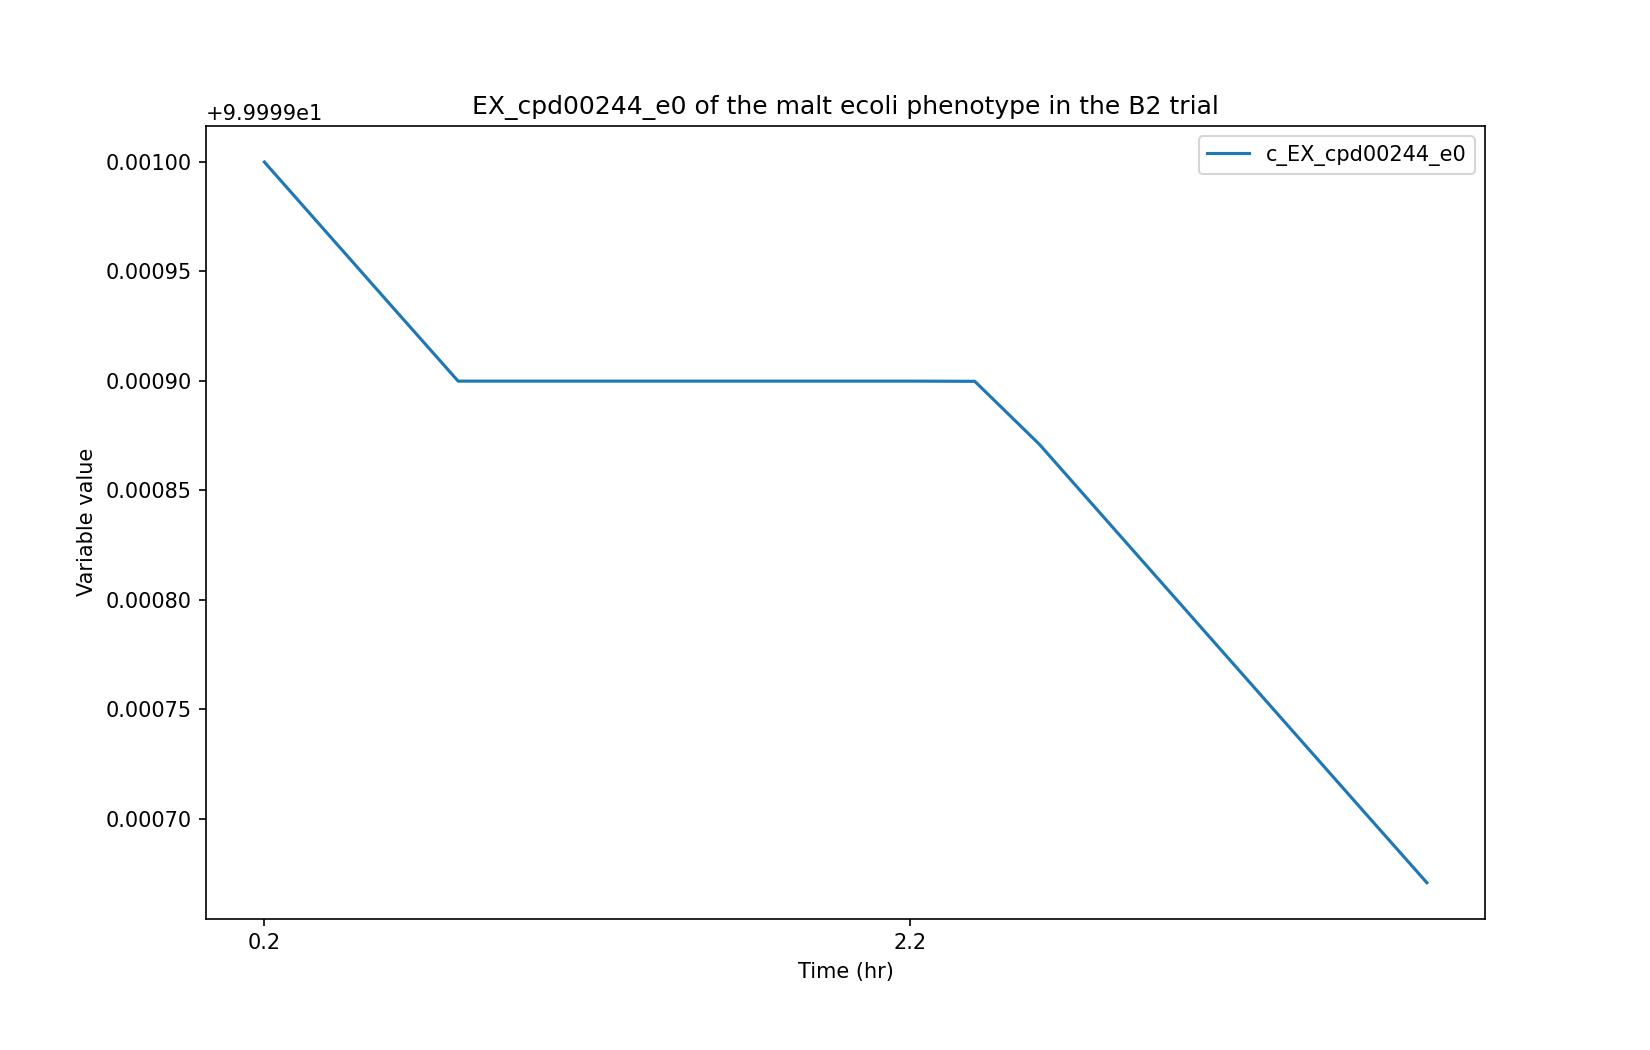 EX_cpd00244_e0 of the malt ecoli phenotype in the B2 trial
+9.9999e1
c_EX_cpd00244_e0
0.00100
0.00095
0.00090
0.00085
0.00080
0.00075
0.00070
Variable value
0.2
2.2
Time (hr)